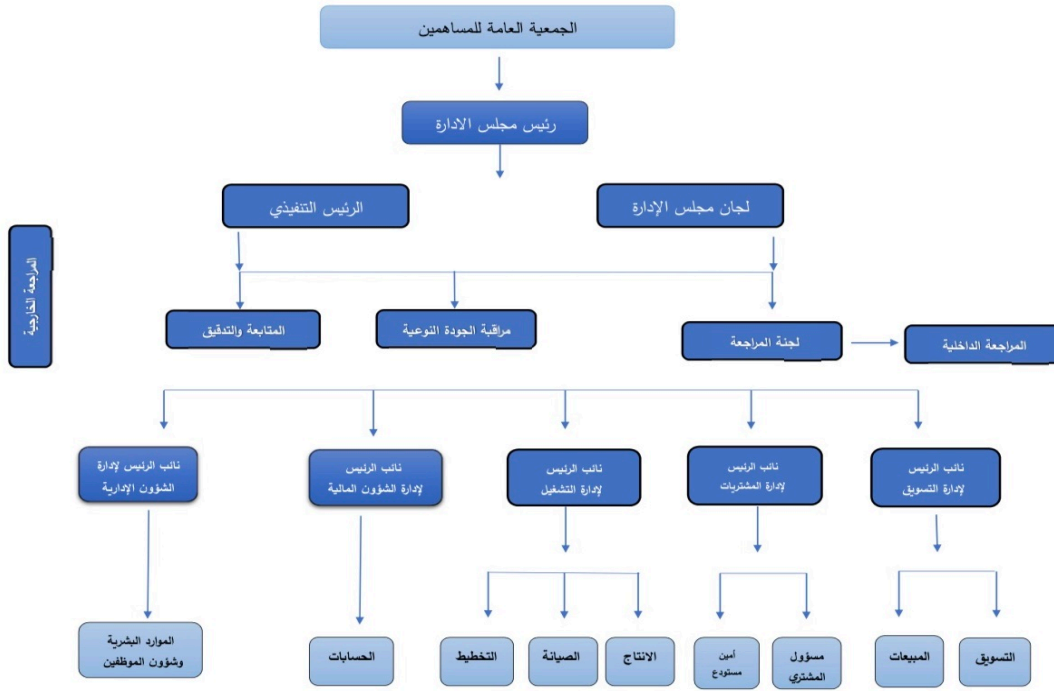 الجمعية العامة للمساهمين
رئيس مجلس الادارة
لجان مجلس الإدارة
الرئيس التنفيذي
المراجعة الخارجية
المراجعة الداخلية
لجنة المراجعة
مراقبة الجودة النوعية
المتابعة والتدقيق
نائب الرئيس
لإدارة التسويق
نائب الرئيس
لإدارة المشتريات
نائب الرئيس
لإدارة التشغيل
نائب الرئيس
لإدارة الشؤون المالية
نائب الرئيس لإدارة
الشؤون الإدارية
التسويق
المبيعات
مسؤول
المشتري
أمين
مستودع
الانتاج
الصيانة
التخطيط
الحسابات
الموارد البشرية
وشؤون الموظفين